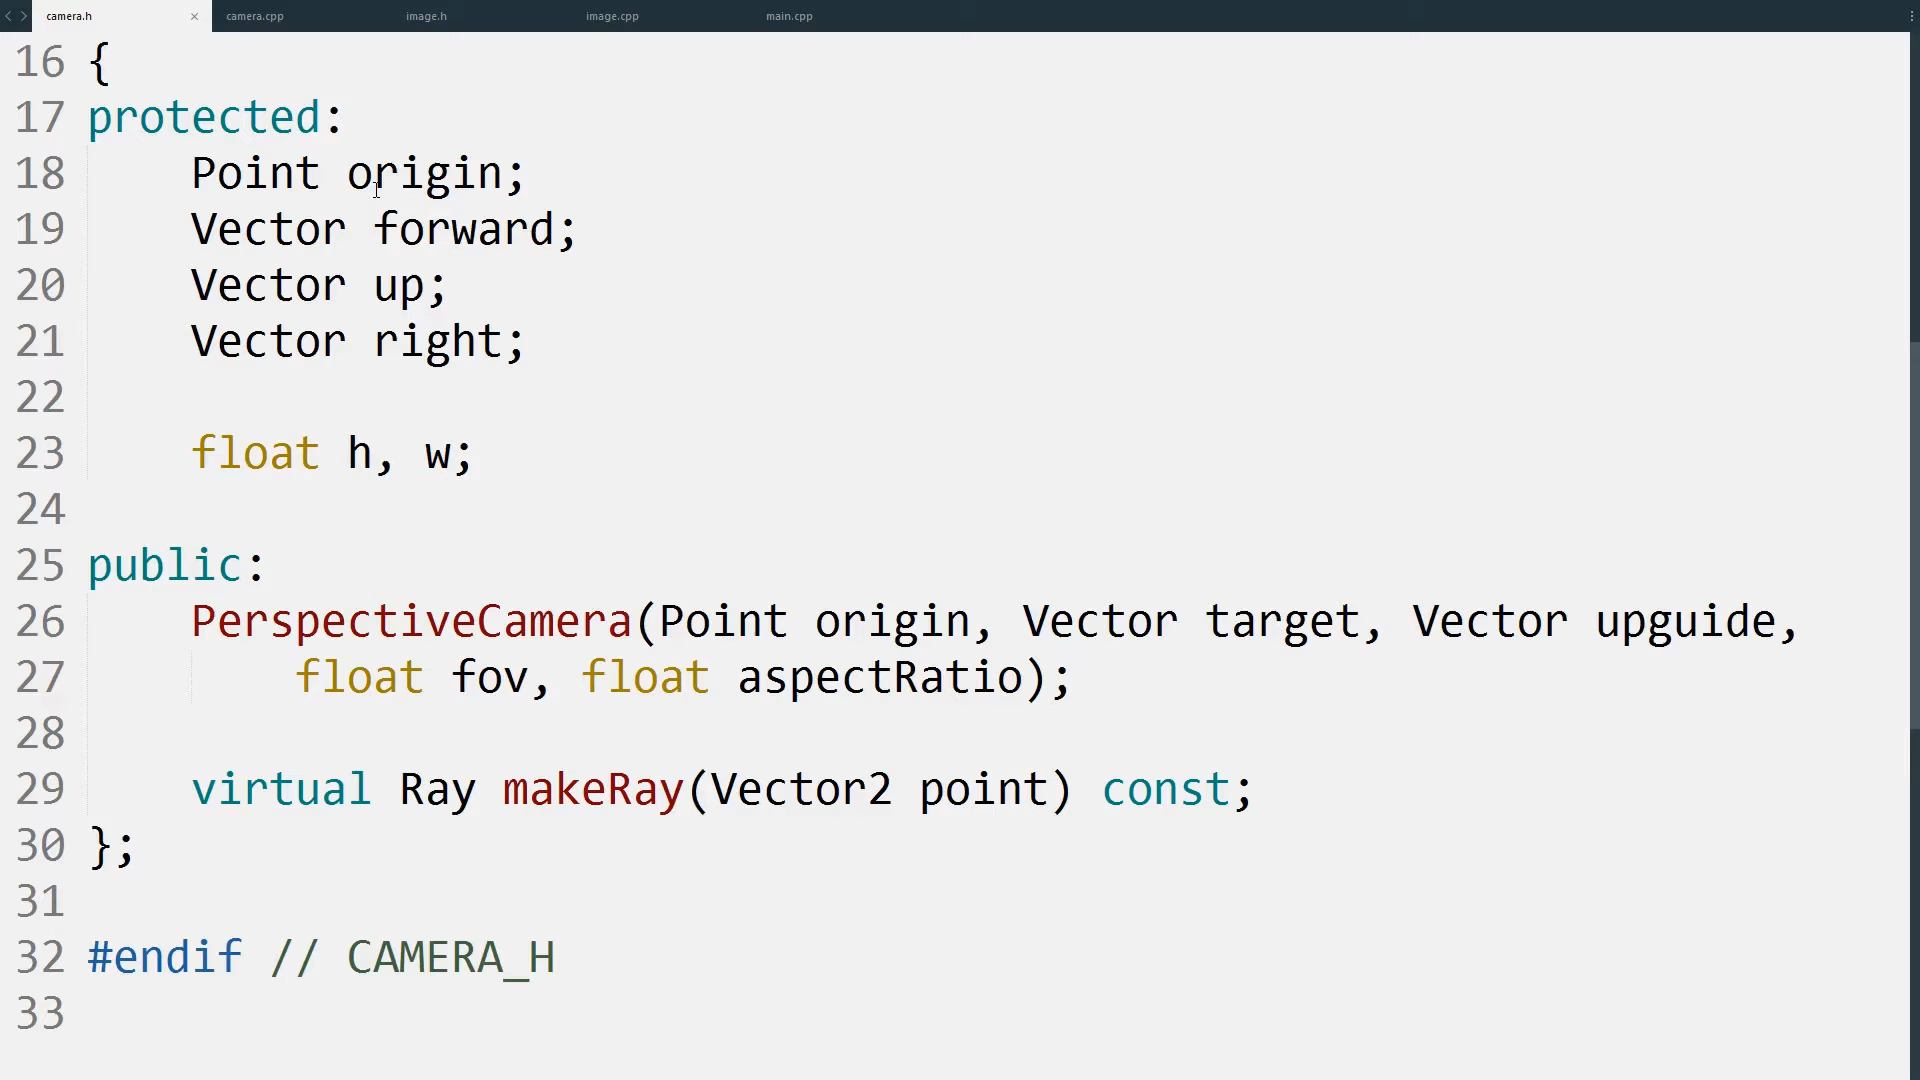 camera.h × camera.cpp image.h image.cpp main.cpp
16 {
17 protected:
18 Point origin;
19 Vector forward;
20 Vector up;
21 Vector right;
22
23 float h, w;
24
25 public:
26 PerspectiveCamera(Point origin, Vector target, Vector upguide,
27 float fov, float aspectRatio);
28
29 virtual Ray makeRay(Vector2 point) const;
30 };
31
32 #endif // CAMERA_H
33